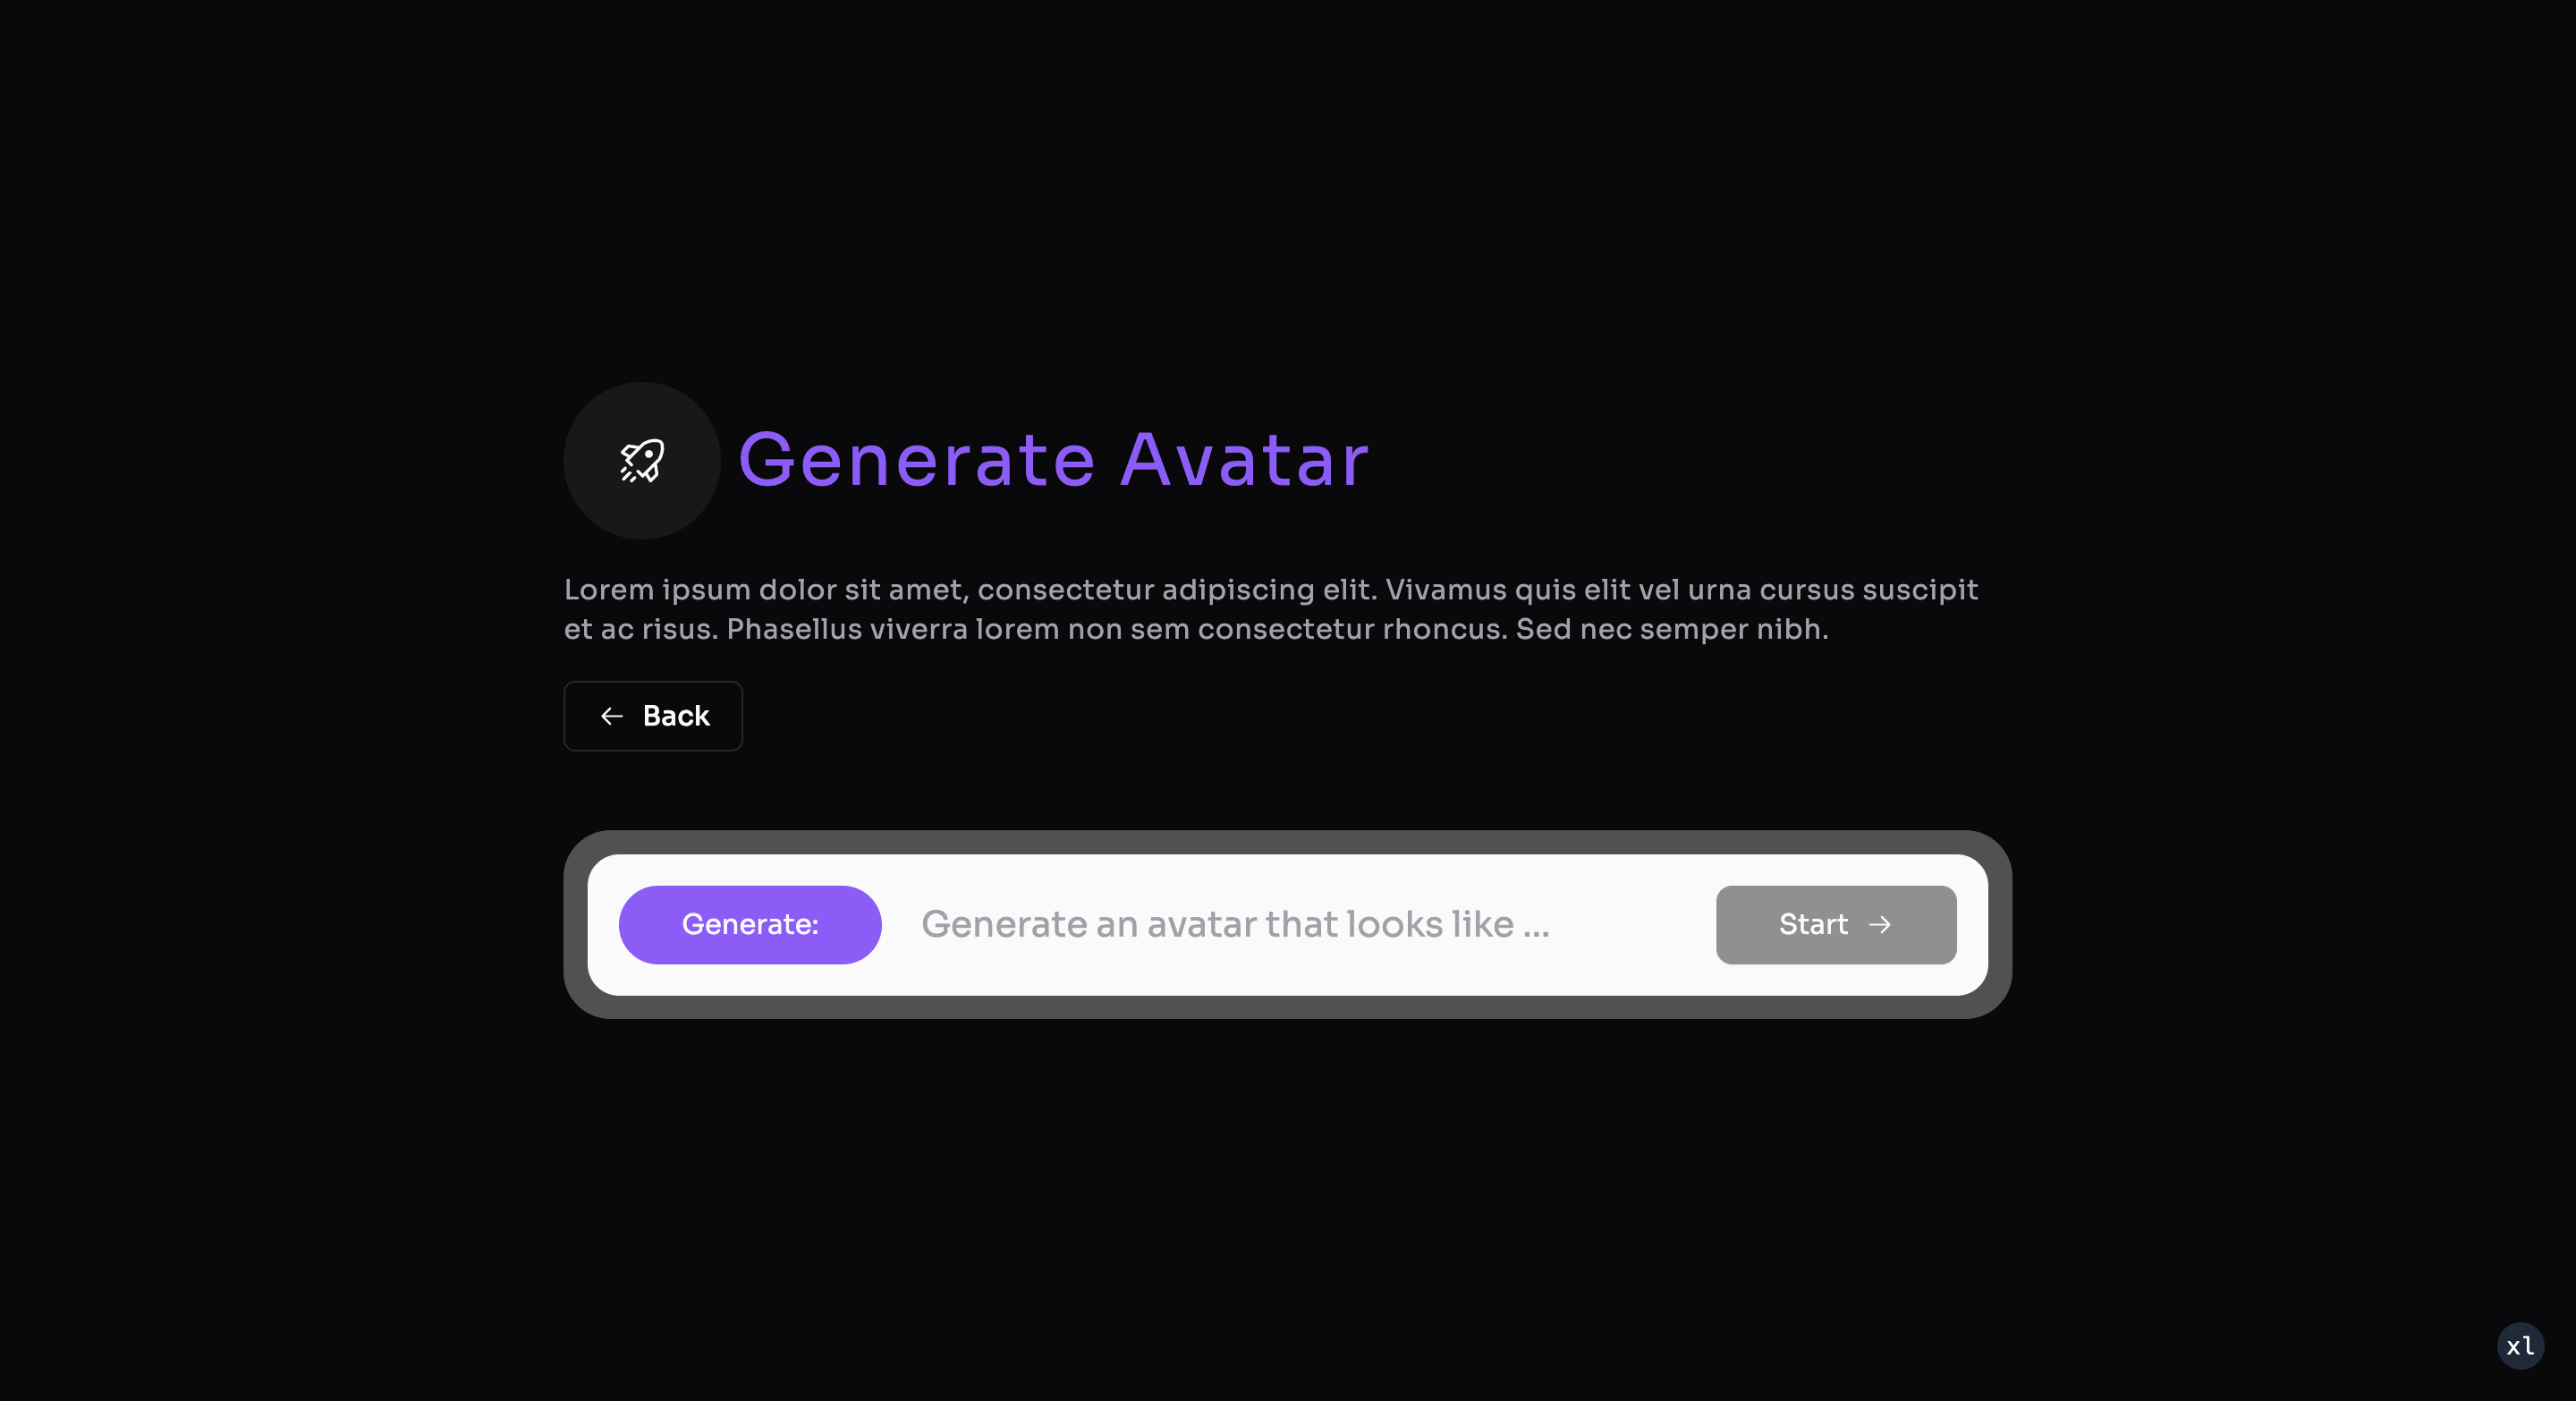 Generate Avatar
Lorem ipsum dolor sit amet, consectetur adipiscing elit. Vivamus quis elit vel urna cursus suscipit
et ac risus. Phasellus viverra lorem non sem consectetur rhoncus. Sed nec semper nibh.
Back
Generate: Generate an avatar that looks like ... Start
xl